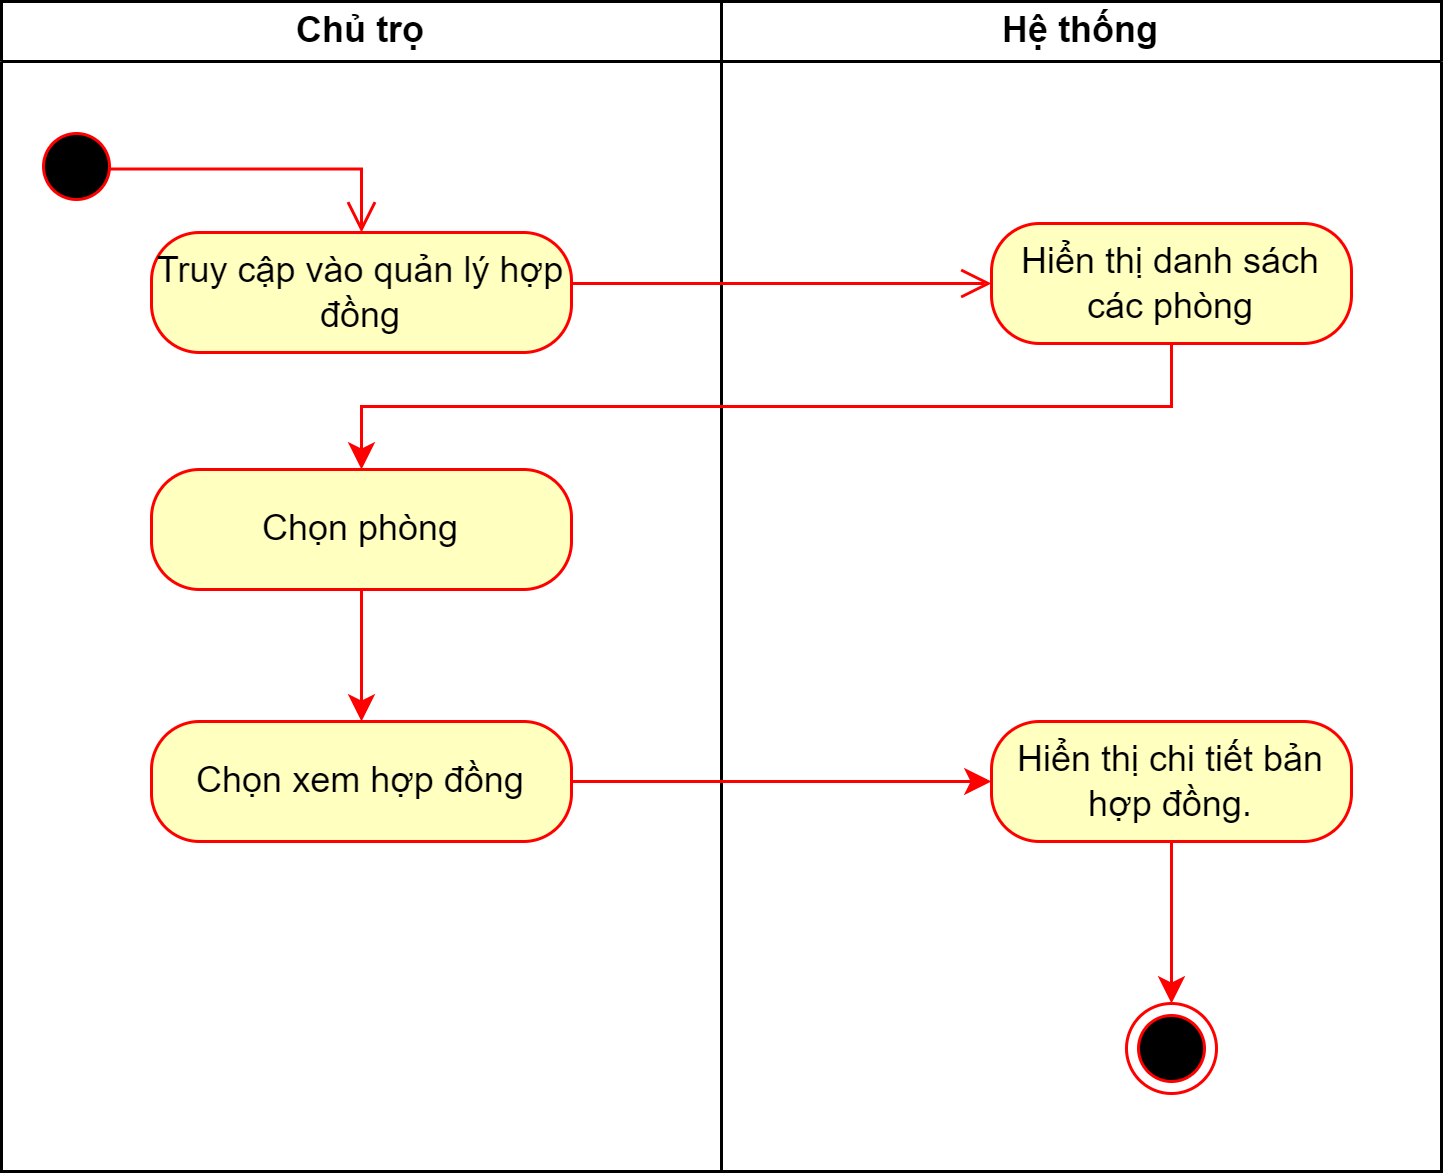 Chủ trọ
Hệ thống
Truy cập vào quản lý hợp
đồng
Hiển thị danh sách
các phòng
Chọn phòng
Chọn xem hợp đồng
Hiển thị chi tiết bản
hợp đồng.